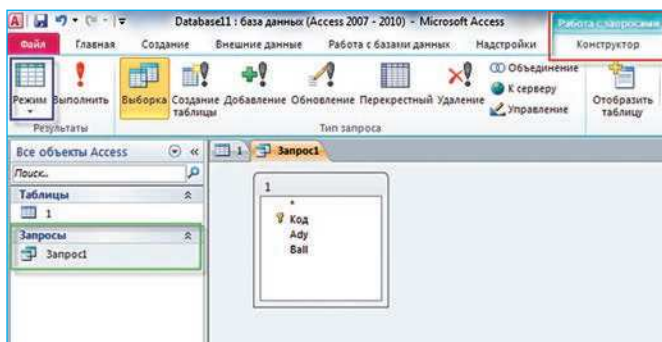 Database11 : база данных (Access 2007 - 2010) - Microsoft Access
Работа с запросами
Файл Главная Создание Внешние данные Работа с базами данных Надстройки Конструктор
Режим Выполнить Выборка Создание таблицы Добавление Обновление Перекрестный Удаление
Объединение
К серверу
Управление
Отобразить таблицу
Результаты Тип запроса
Все объекты Access
Поиск...
Таблицы
1
Запросы
Запрос1
1 Запрос1
1
*
Код
Ady
Ball